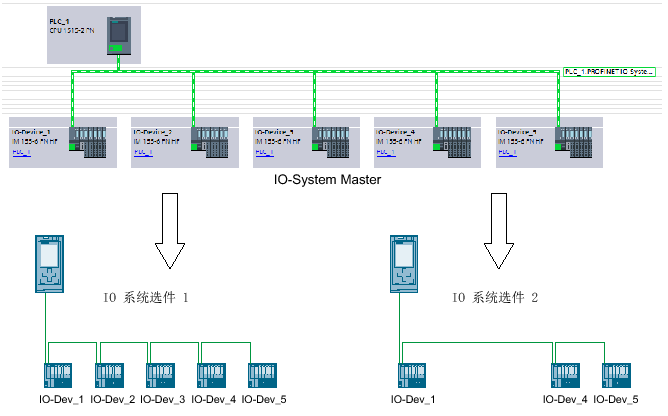 PLC_1
CPU 1515-2 PN
PLC_1 PROFINET IO Syste...
IO-Device_1
IM 155-6 PN HF
PLC_1
IO-Device_2
IM 155-6 PN HF
PLC_1
IO-Device_3
IM 155-6 PN HF
PLC_1
IO-Device_4
IM 155-6 PN HF
PLC_1
IO-Device_5
IM 155-6 PN HF
PLC_1
IO-System Master
IO 系统选件 1
IO 系统选件 2
IO-Dev_1
IO-Dev_2
IO-Dev_3
IO-Dev_4
IO-Dev_5
IO-Dev_1
IO-Dev_4
IO-Dev_5